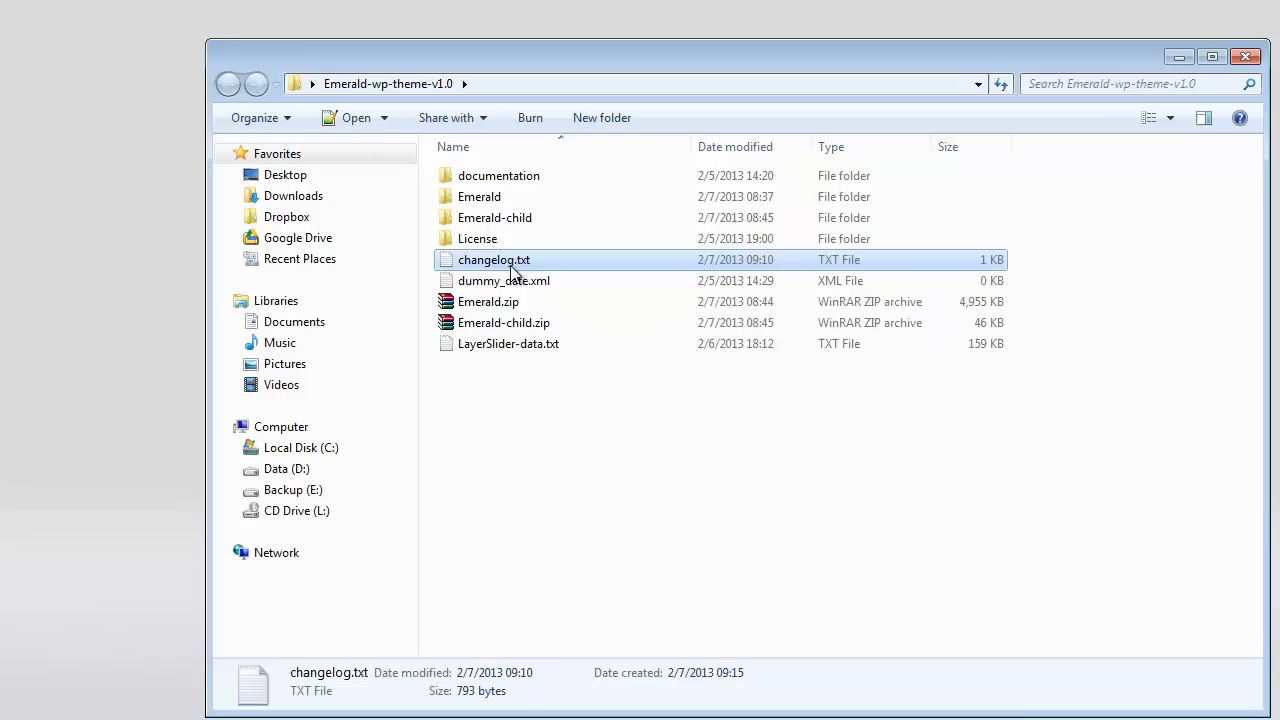 Emerald-wp-theme-v1.0
Search Emerald-wp-theme-v1.0
Organize Open Share with Burn New folder
Name Date modified Type Size
Favorites
Desktop
Downloads
Dropbox
Google Drive
Recent Places
Libraries
Documents
Music
Pictures
Videos
Computer
Local Disk (C:)
Data (D:)
Backup (E:)
CD Drive (L:)
Network
documentation 2/5/2013 14:20 File folder
Emerald 2/7/2013 08:37 File folder
Emerald-child 2/7/2013 08:45 File folder
License 2/5/2013 19:00 File folder
changelog.txt 2/7/2013 09:10 TXT File 1 KB
dummy_date.xml 2/5/2013 14:29 XML File 0 KB
Emerald.zip 2/7/2013 08:44 WinRAR ZIP archive 4,955 KB
Emerald-child.zip 2/7/2013 08:45 WinRAR ZIP archive 46 KB
LayerSlider-data.txt 2/6/2013 18:12 TXT File 159 KB
changelog.txt Date modified: 2/7/2013 09:10 Date created: 2/7/2013 09:15
TXT File Size: 793 bytes